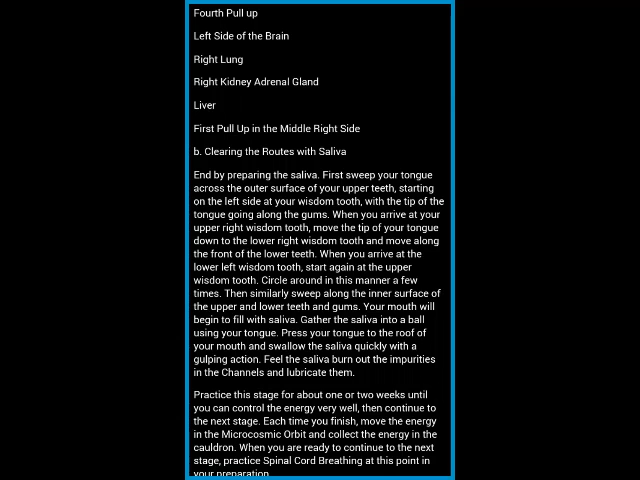 Fourth Pull up
Left Side of the Brain
Right Lung
Right Kidney Adrenal Gland
Liver
First Pull Up in the Middle Right Side
b. Clearing the Routes with Saliva
End by preparing the saliva. First sweep your tongue
across the outer surface of your upper teeth, starting
on the left side at your wisdom tooth, with the tip of the
tongue going along the gums. When you arrive at your
upper right wisdom tooth, move the tip of your tongue
down to the lower right wisdom tooth and move along
the front of the lower teeth. When you arrive at the
lower left wisdom tooth, start again at the upper
wisdom tooth. Circle around in this manner a few
times. Then similarly sweep along the inner surface of
the upper and lower teeth and gums. Your mouth will
begin to fill with saliva. Gather the saliva into a ball
using your tongue. Press your tongue to the roof of
your mouth and swallow the saliva quickly with a
gulping action. Feel the saliva burn out the impurities
in the Channels and lubricate them.
Practice this stage for about one or two weeks until
you can control the energy very well, then continue to
the next stage. Each time you finish, move the energy
in the Microcosmic Orbit and collect the energy in the
cauldron. When you are ready to continue to the next
stage, practice Spinal Cord Breathing at this point in
your preparation